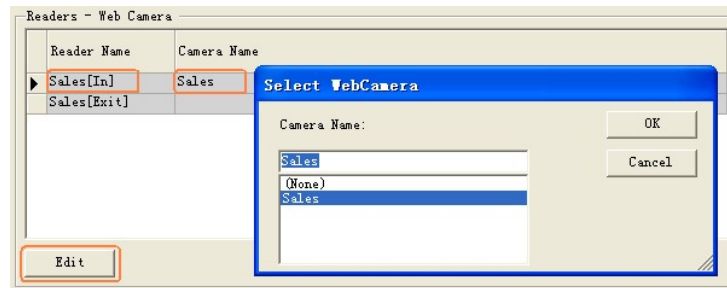 Readers - Web Camera
Reader Name Camera Name
Sales[In] Sales
Sales[Exit]
Edit
Select WebCamera
Camera Name:
Sales
(None)
Sales
OK
Cancel